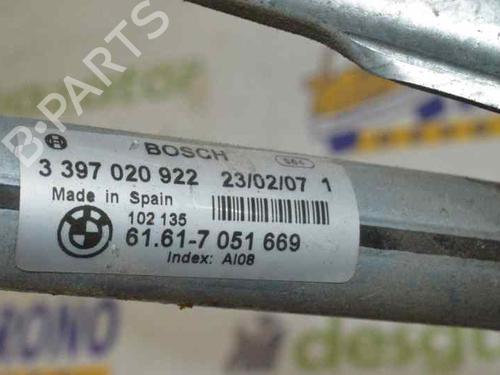 B-PARTS
BOSCH
3 397 020 922 23/02/07 1
Made in Spain
102 135
61.61-7 051 669
Index: AI08